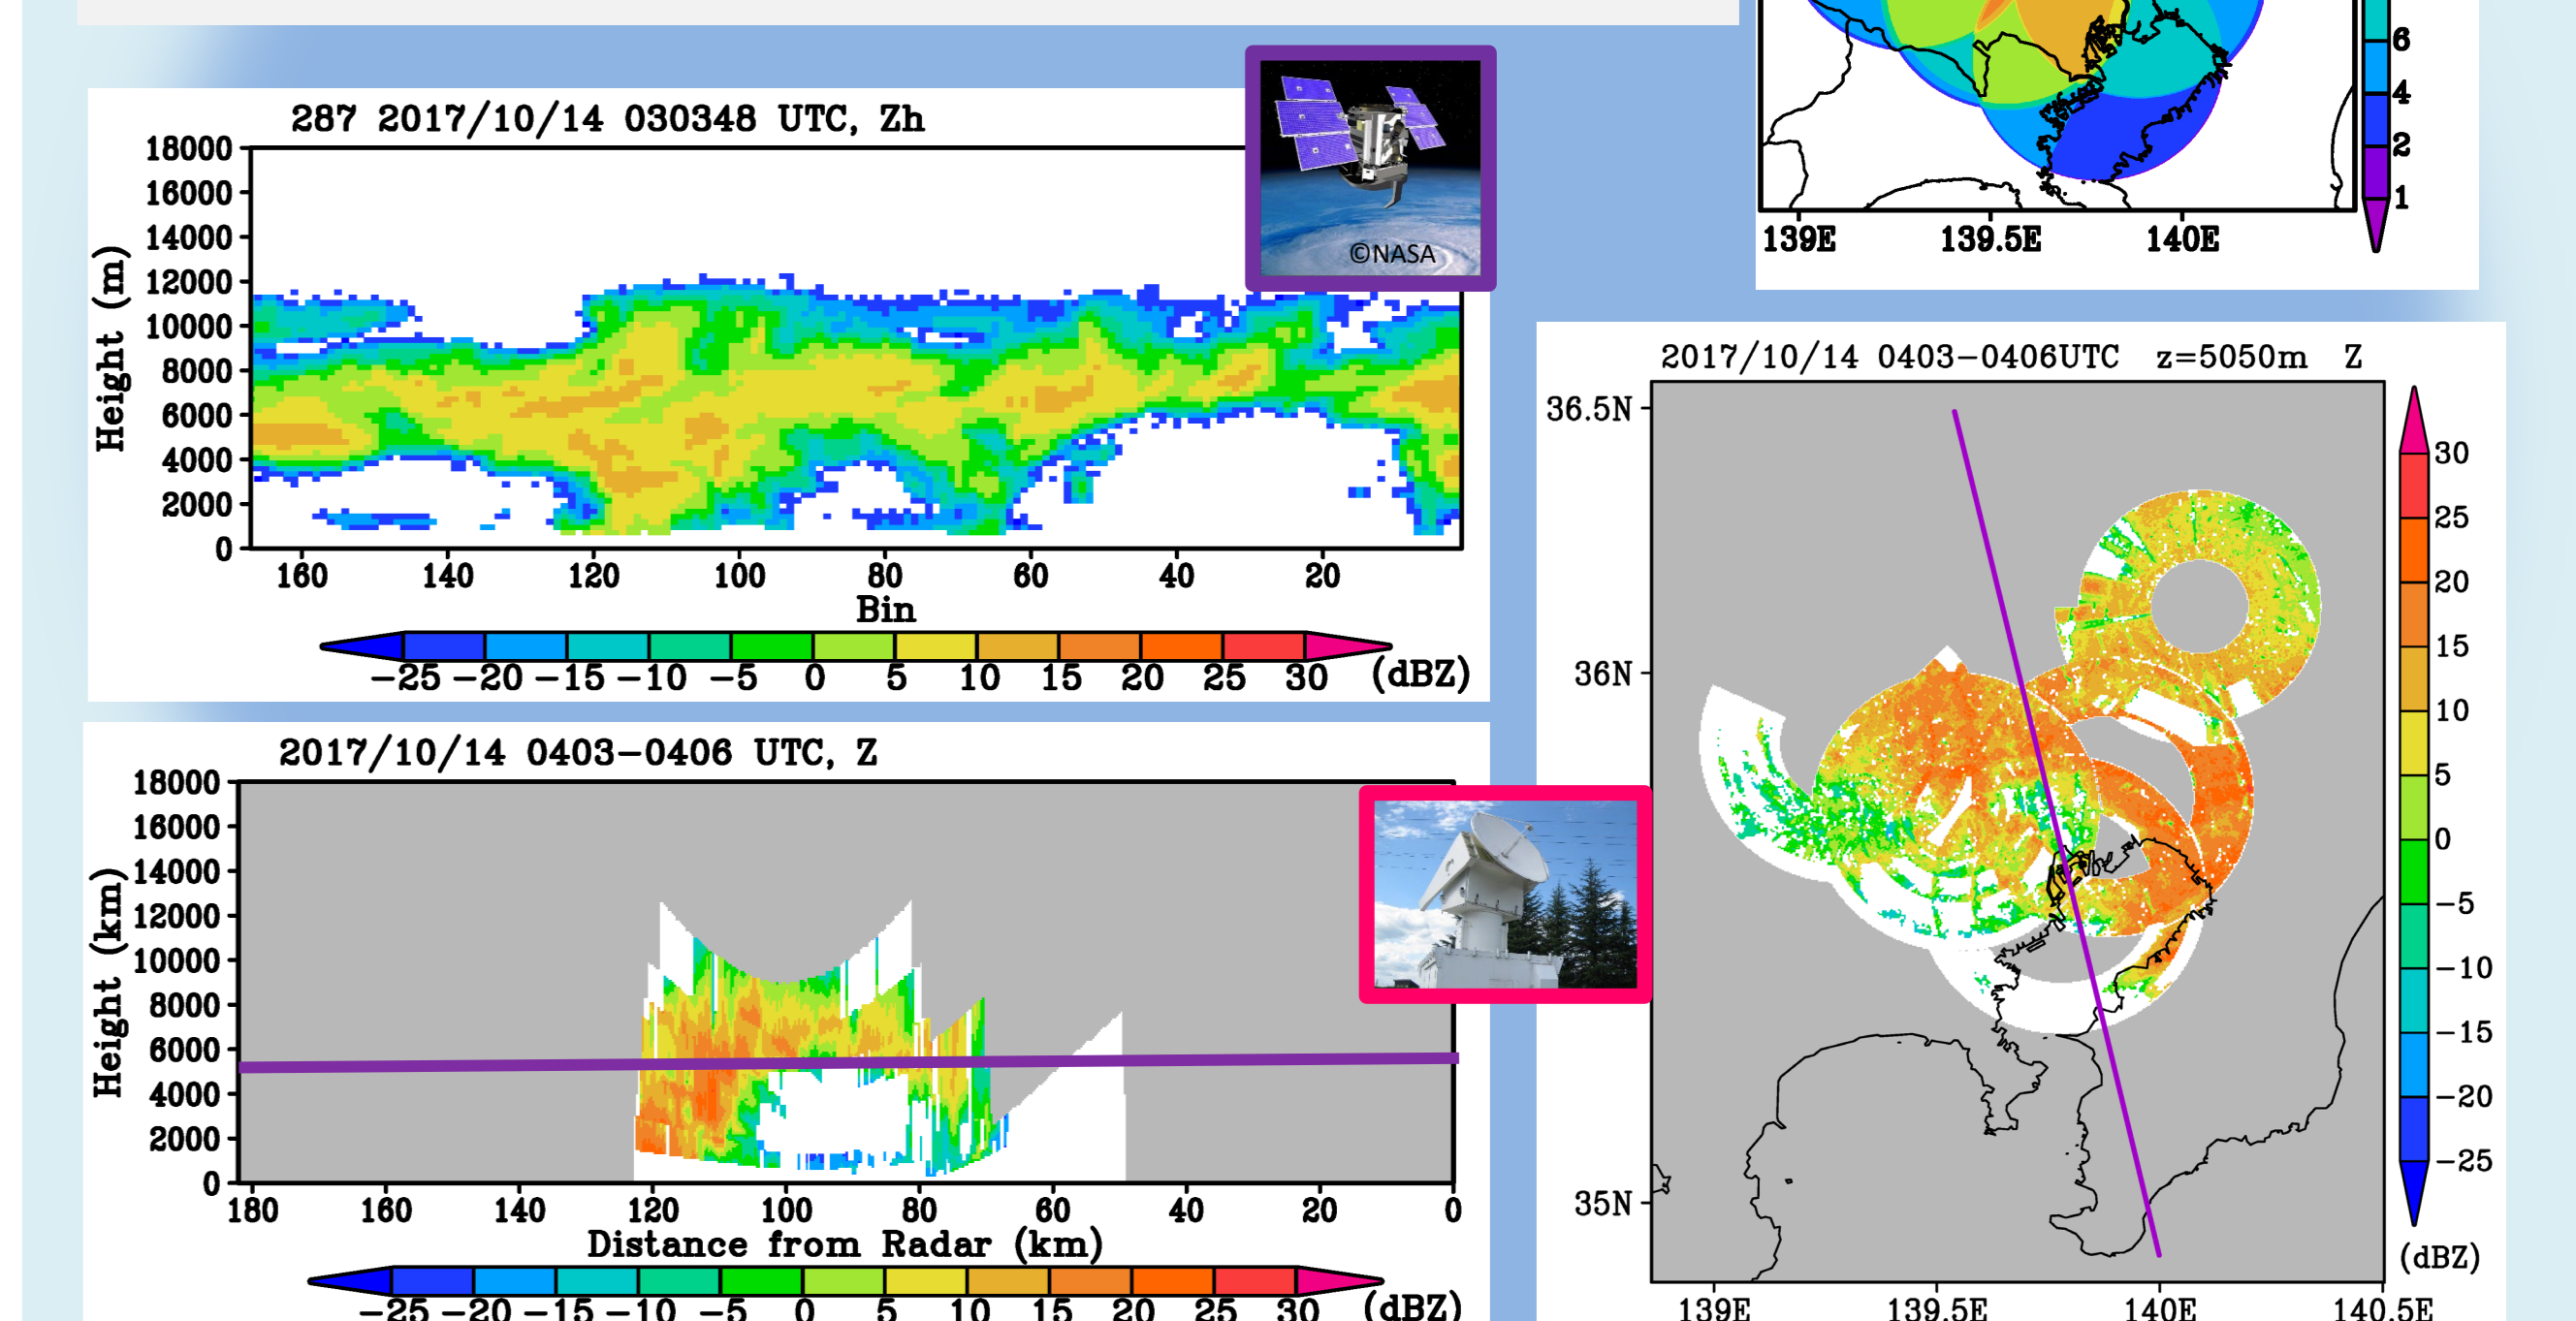 287 2017/10/14 030348 UTC, Zh
18000
16000
14000
12000
10000
8000
6000
4000
2000
0
Height (m)
160 140 120 100 80 60 40 20
Bin
−25 −20 −15 −10 −5 0 5 10 15 20 25 30 (dBZ)
©NASA
6
4
2
1
139E 139.5E 140E
2017/10/14 0403−0406 UTC, Z
18000
16000
14000
12000
10000
8000
6000
4000
2000
0
Height (km)
180 160 140 120 100 80 60 40 20 0
Distance from Radar (km)
−25 −20 −15 −10 −5 0 5 10 15 20 25 30 (dBZ)
2017/10/14 0403−0406UTC z=5050m Z
36.5N
36N
35N
139E 139.5E 140E 140.5E
30
25
20
15
10
5
0
−5
−10
−15
−20
−25
(dBZ)